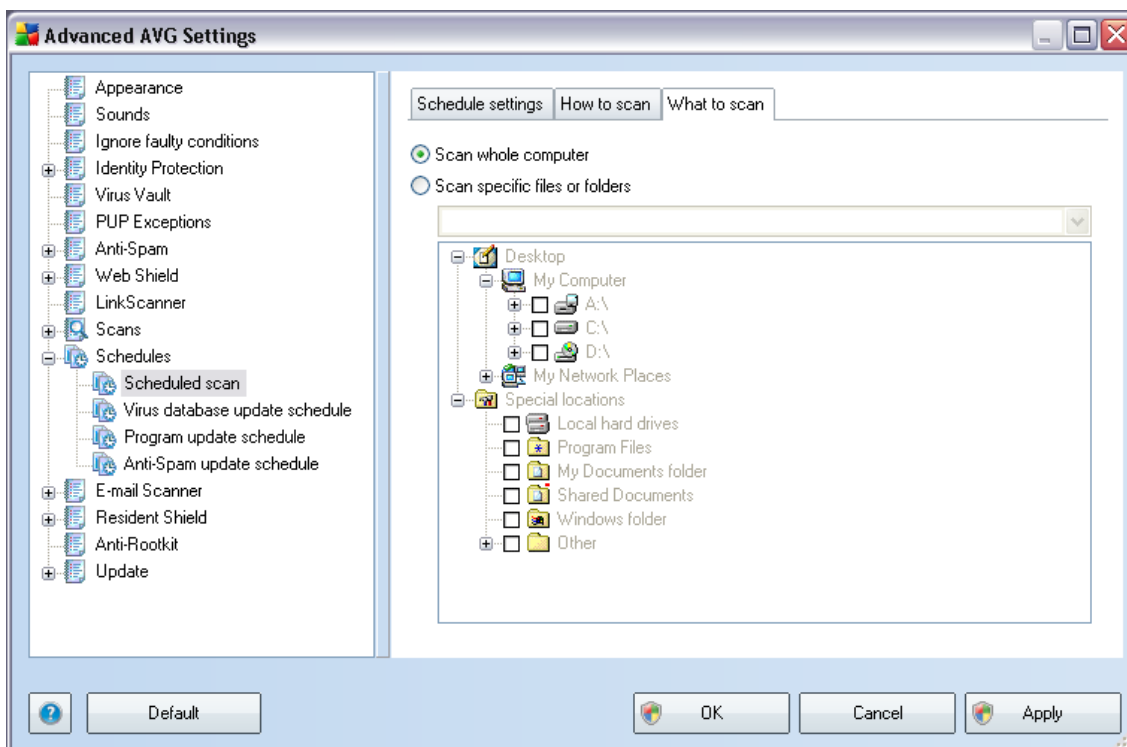 Advanced AVG Settings
Appearance
Sounds
Ignore faulty conditions
Identity Protection
Virus Vault
PUP Exceptions
Anti-Spam
Web Shield
LinkScanner
Scans
Schedules
Scheduled scan
Virus database update schedule
Program update schedule
Anti-Spam update schedule
E-mail Scanner
Resident Shield
Anti-Rootkit
Update
Schedule settings How to scan What to scan
Scan whole computer
Scan specific files or folders
Desktop
My Computer
A:\
C:\
D:\
My Network Places
Special locations
Local hard drives
Program Files
My Documents folder
Shared Documents
Windows folder
Other
Default OK Cancel Apply